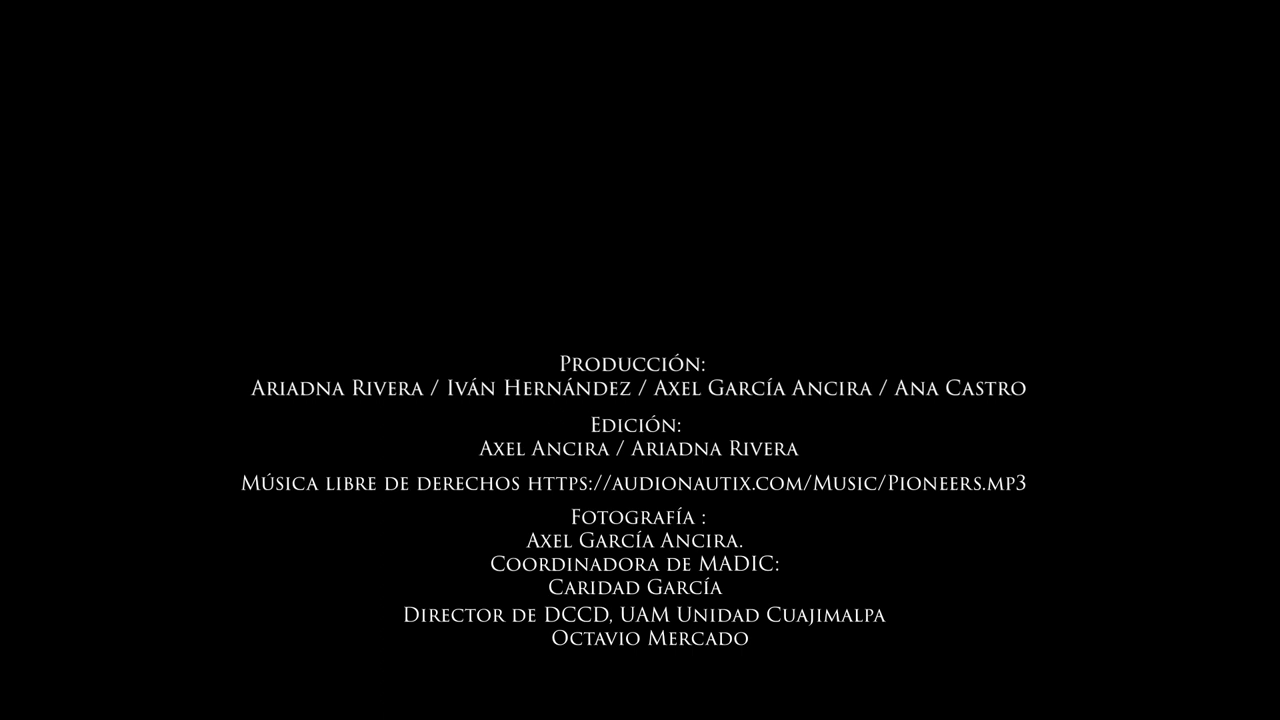 Producción:
Ariadna Rivera / Iván Hernández / Axel García Ancira / Ana Castro
Edición:
Axel Ancira / Ariadna Rivera
Música libre de derechos https://audionautix.com/Music/Pioneers.mp3
Fotografía :
Axel García Ancira.
Coordinadora de MADIC:
Caridad García
Director de DCCD, UAM Unidad Cuajimalpa
Octavio Mercado